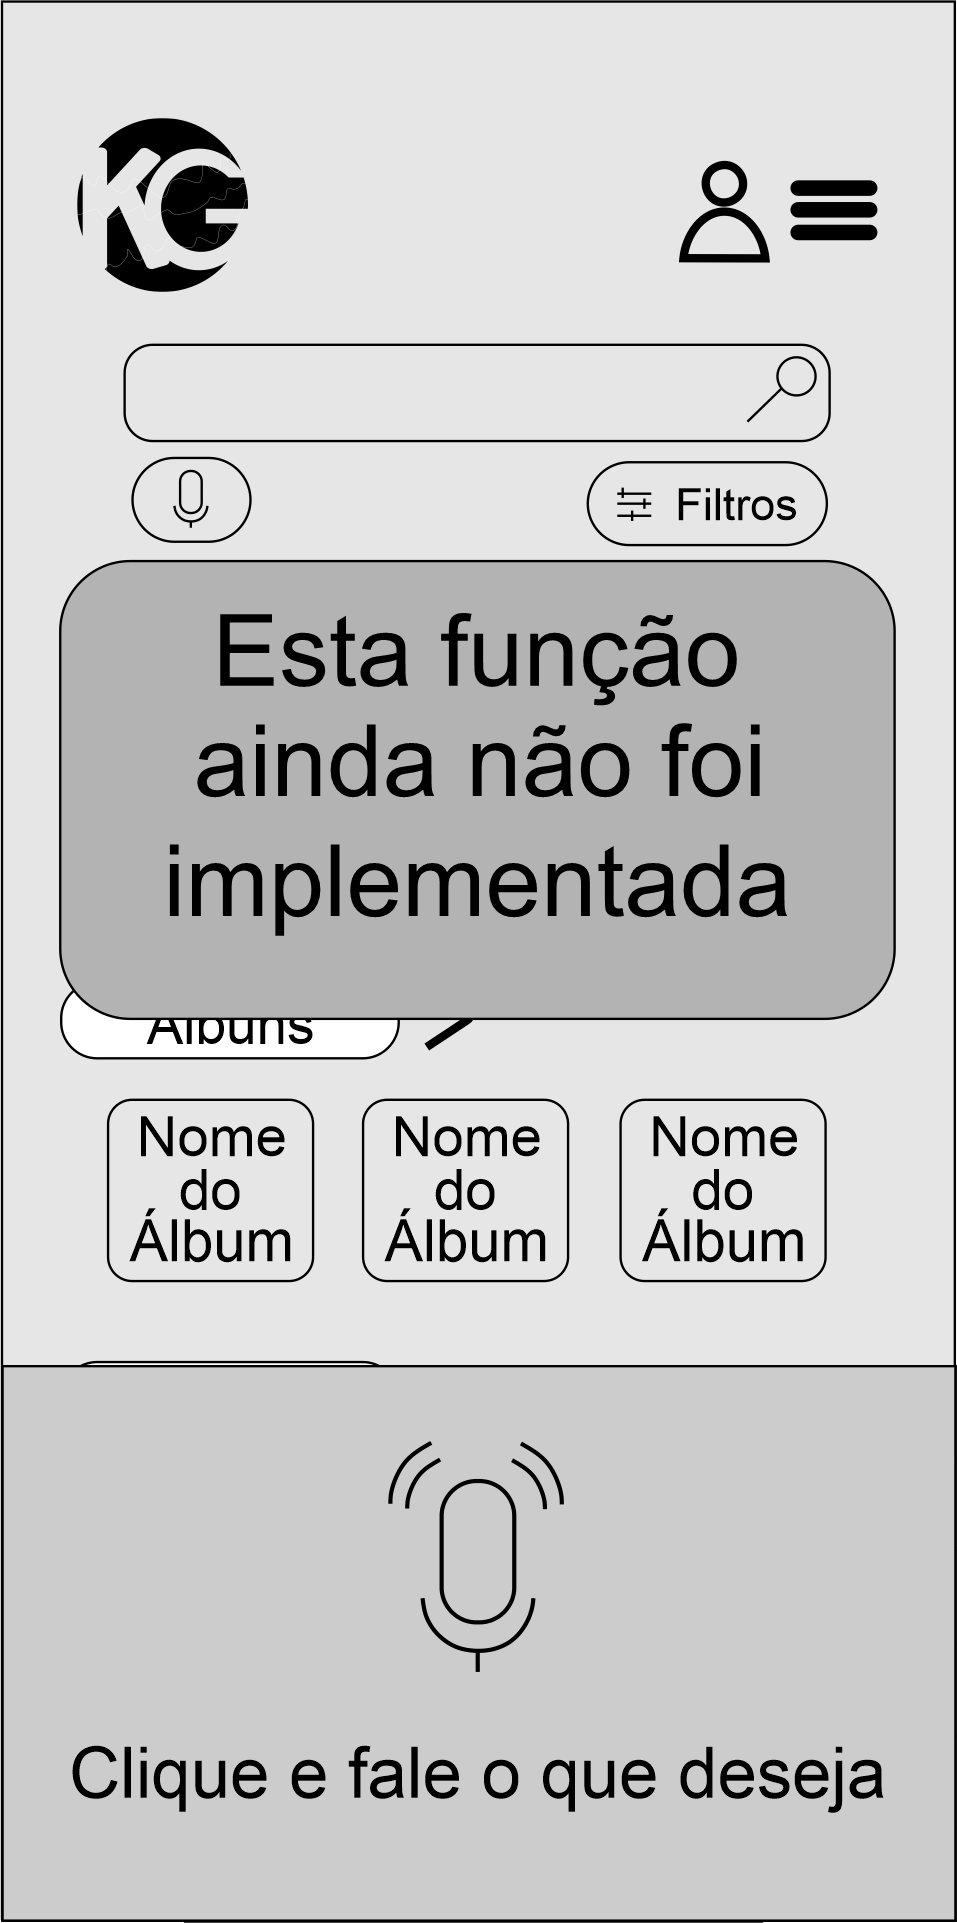 KG
Filtros
Esta função
ainda não foi
implementada
Álbuns
Nome
do
Álbum
Nome
do
Álbum
Nome
do
Álbum
Clique e fale o que deseja